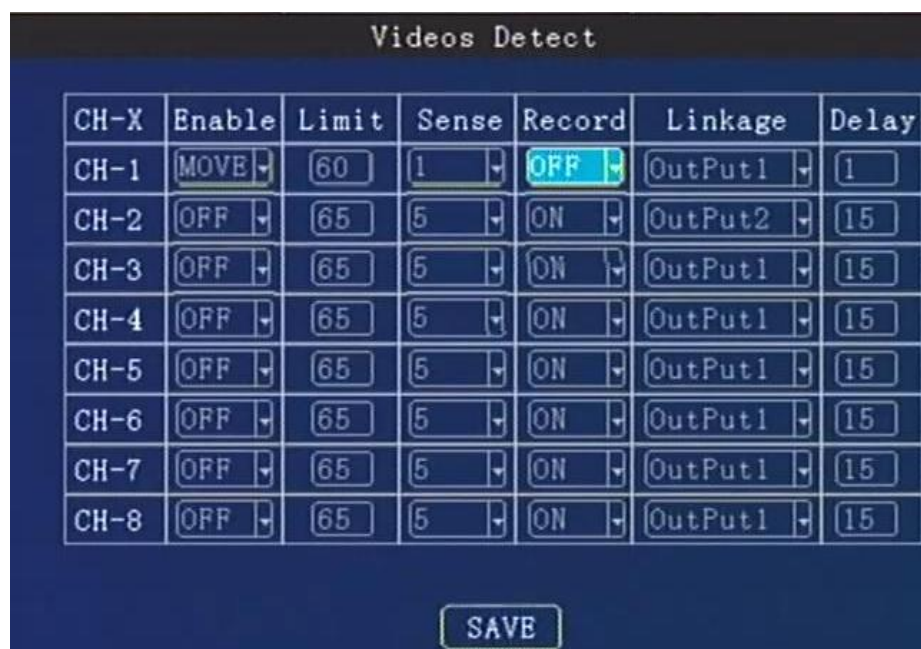 Videos Detect
CH-X Enable Limit Sense Record Linkage Delay
CH-1 MOVE 60 1 OFF OutPut1 1
CH-2 OFF 65 5 ON OutPut2 15
CH-3 OFF 65 5 ON OutPut1 15
CH-4 OFF 65 5 ON OutPut1 15
CH-5 OFF 65 5 ON OutPut1 15
CH-6 OFF 65 5 ON OutPut1 15
CH-7 OFF 65 5 ON OutPut1 15
CH-8 OFF 65 5 ON OutPut1 15
SAVE